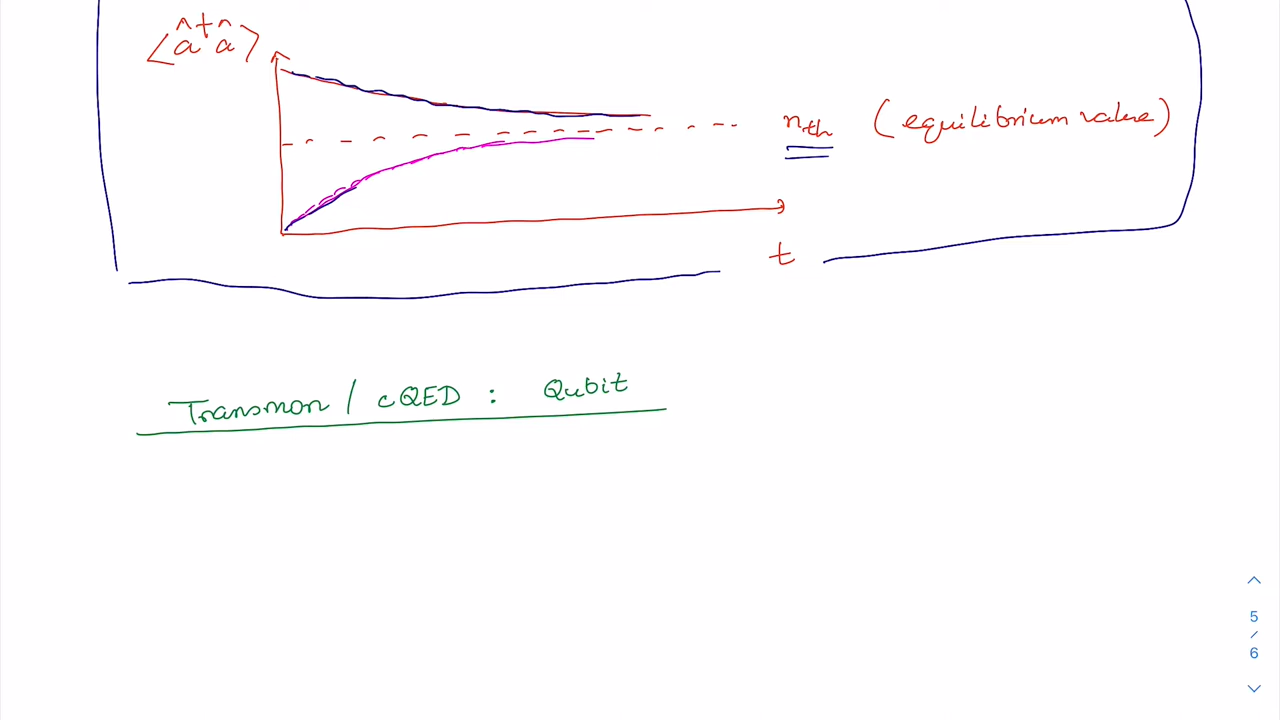 ⟨â†â⟩
n_th (equilibrium value)
t
Transmon / cQED : Qubit
5
/
6